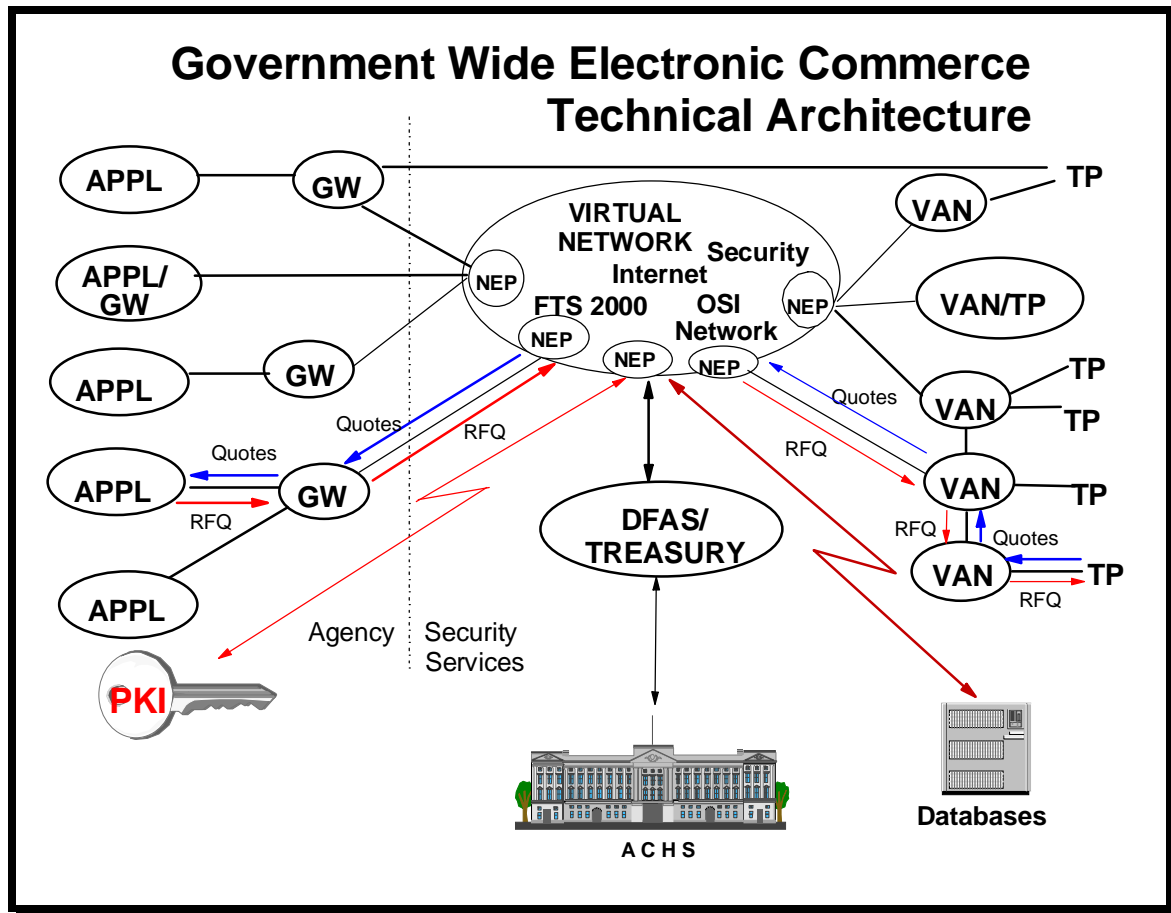 Government Wide Electronic Commerce
Technical Architecture
APPL
GW
TP
VAN
VIRTUAL
NETWORK
Security
Internet
APPL/
GW
NEP
NEP
VAN/TP
FTS 2000
OSI
Network
NEP
NEP
NEP
APPL
GW
VAN
TP
TP
Quotes
RFQ
Quotes
RFQ
Quotes
APPL
RFQ
GW
VAN
TP
DFAS/
TREASURY
RFQ
Quotes
VAN
TP
RFQ
APPL
Agency
Security
Services
PKI
Databases
A C H S